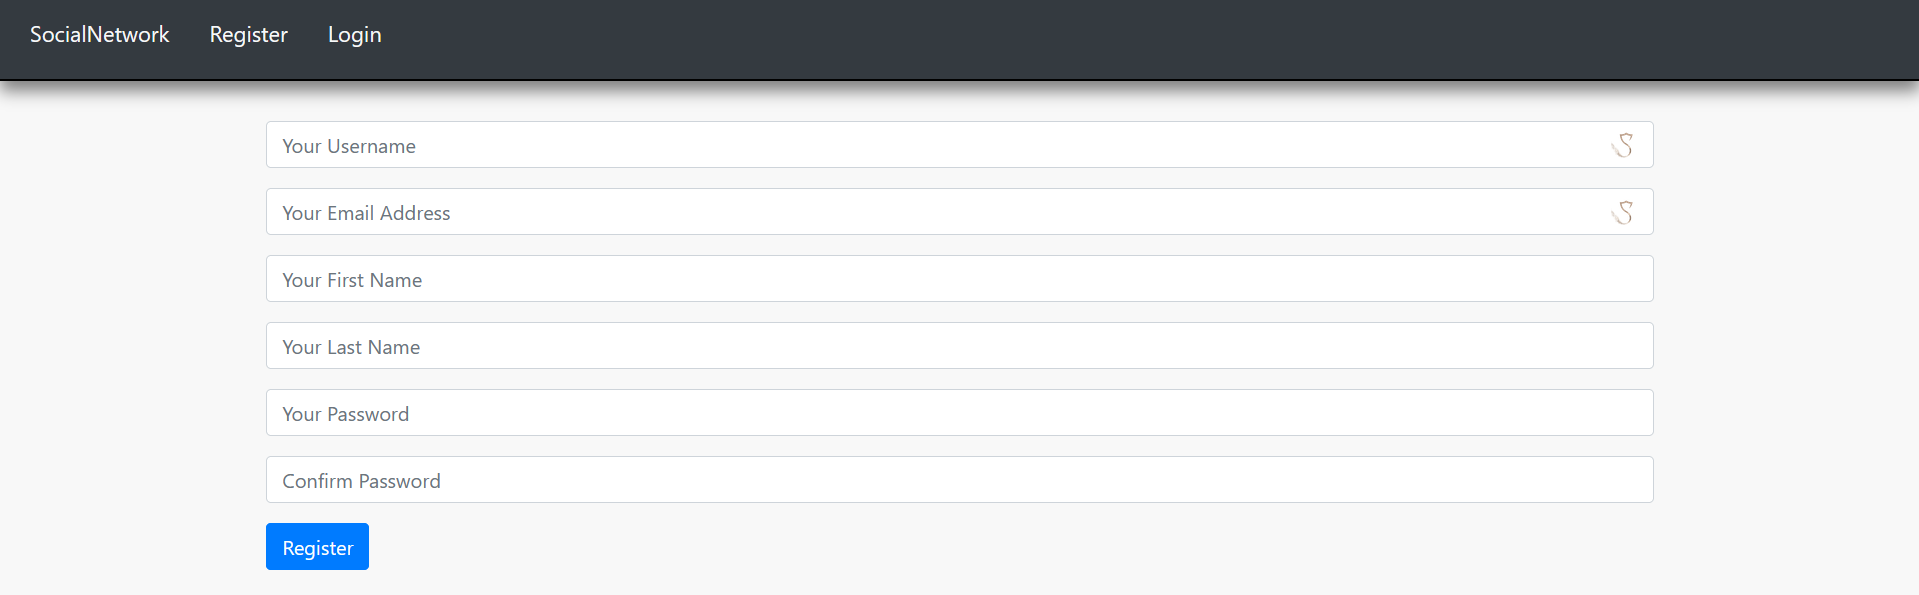 SocialNetwork Register Login
Your Username
Your Email Address
Your First Name
Your Last Name
Your Password
Confirm Password
Register